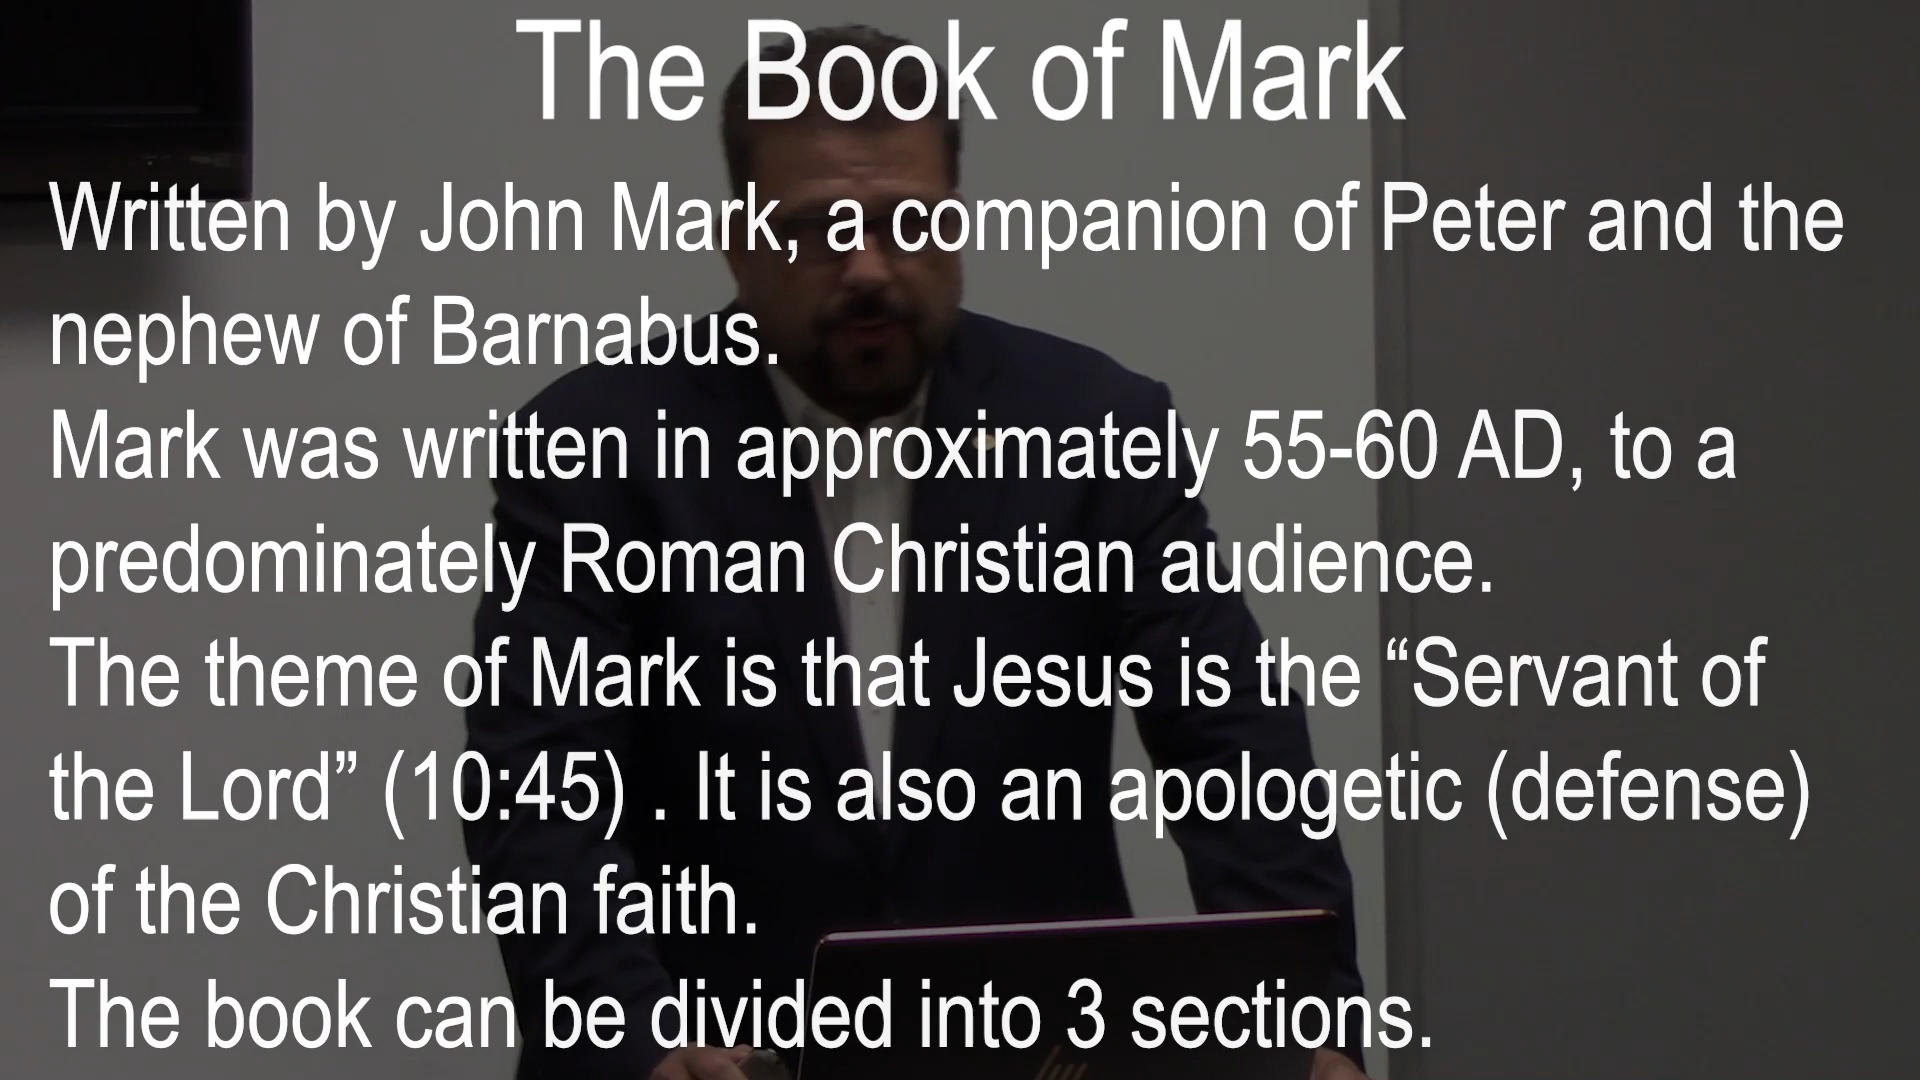 The Book of Mark
Written by John Mark, a companion of Peter and the
nephew of Barnabus.
Mark was written in approximately 55-60 AD, to a
predominately Roman Christian audience.
The theme of Mark is that Jesus is the “Servant of
the Lord” (10:45) . It is also an apologetic (defense)
of the Christian faith.
The book can be divided into 3 sections.